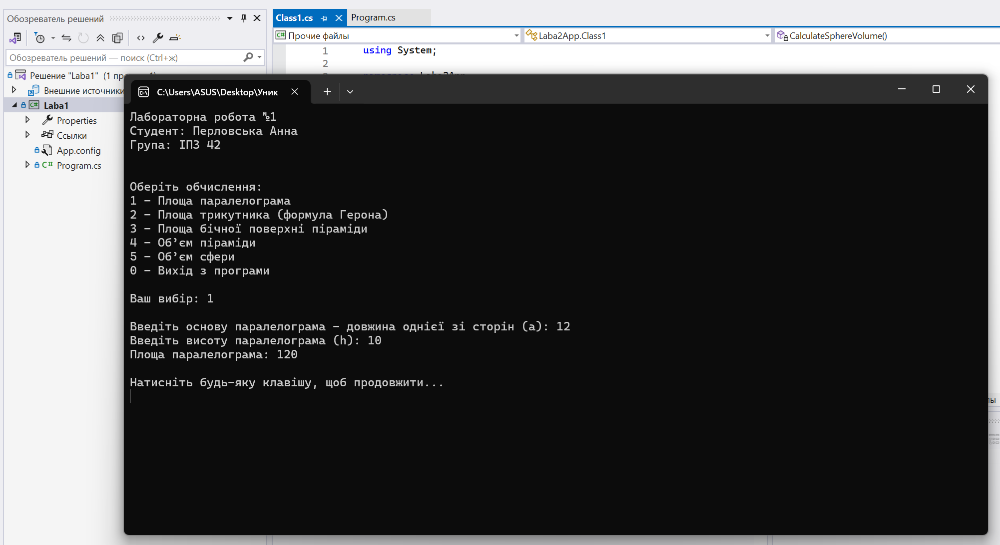 Обозреватель решений
Class1.cs
Program.cs
Прочие файлы
Laba2App.Class1
CalculateSphereVolume()
Обозреватель решений — поиск (Ctrl+ж)
1 using System;
2
Решение "Laba1" (1
Внешние источники
Laba1
Properties
Ссылки
App.config
C# Program.cs
C:\Users\ASUS\Desktop\Уник
Лабораторна робота №1
Студент: Перловська Анна
Група: ІПЗ 42
Оберіть обчислення:
1 - Площа паралелограма
2 - Площа трикутника (формула Герона)
3 - Площа бічної поверхні піраміди
4 - Об’єм піраміди
5 - Об’єм сфери
0 - Вихід з програми
Ваш вибір: 1
Введіть основу паралелограма - довжина однієї зі сторін (a): 12
Введіть висоту паралелограма (h): 10
Площа паралелограма: 120
Натисніть будь-яку клавішу, щоб продовжити...